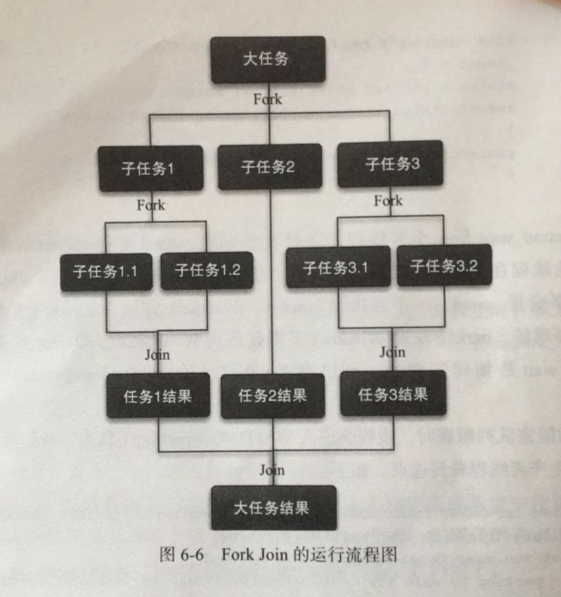 大任务
Fork
子任务1
子任务2
子任务3
Fork
Fork
子任务1.1
子任务1.2
子任务3.1
子任务3.2
Join
Join
任务1结果
任务2结果
任务3结果
Join
大任务结果
图 6-6 Fork Join 的运行流程图